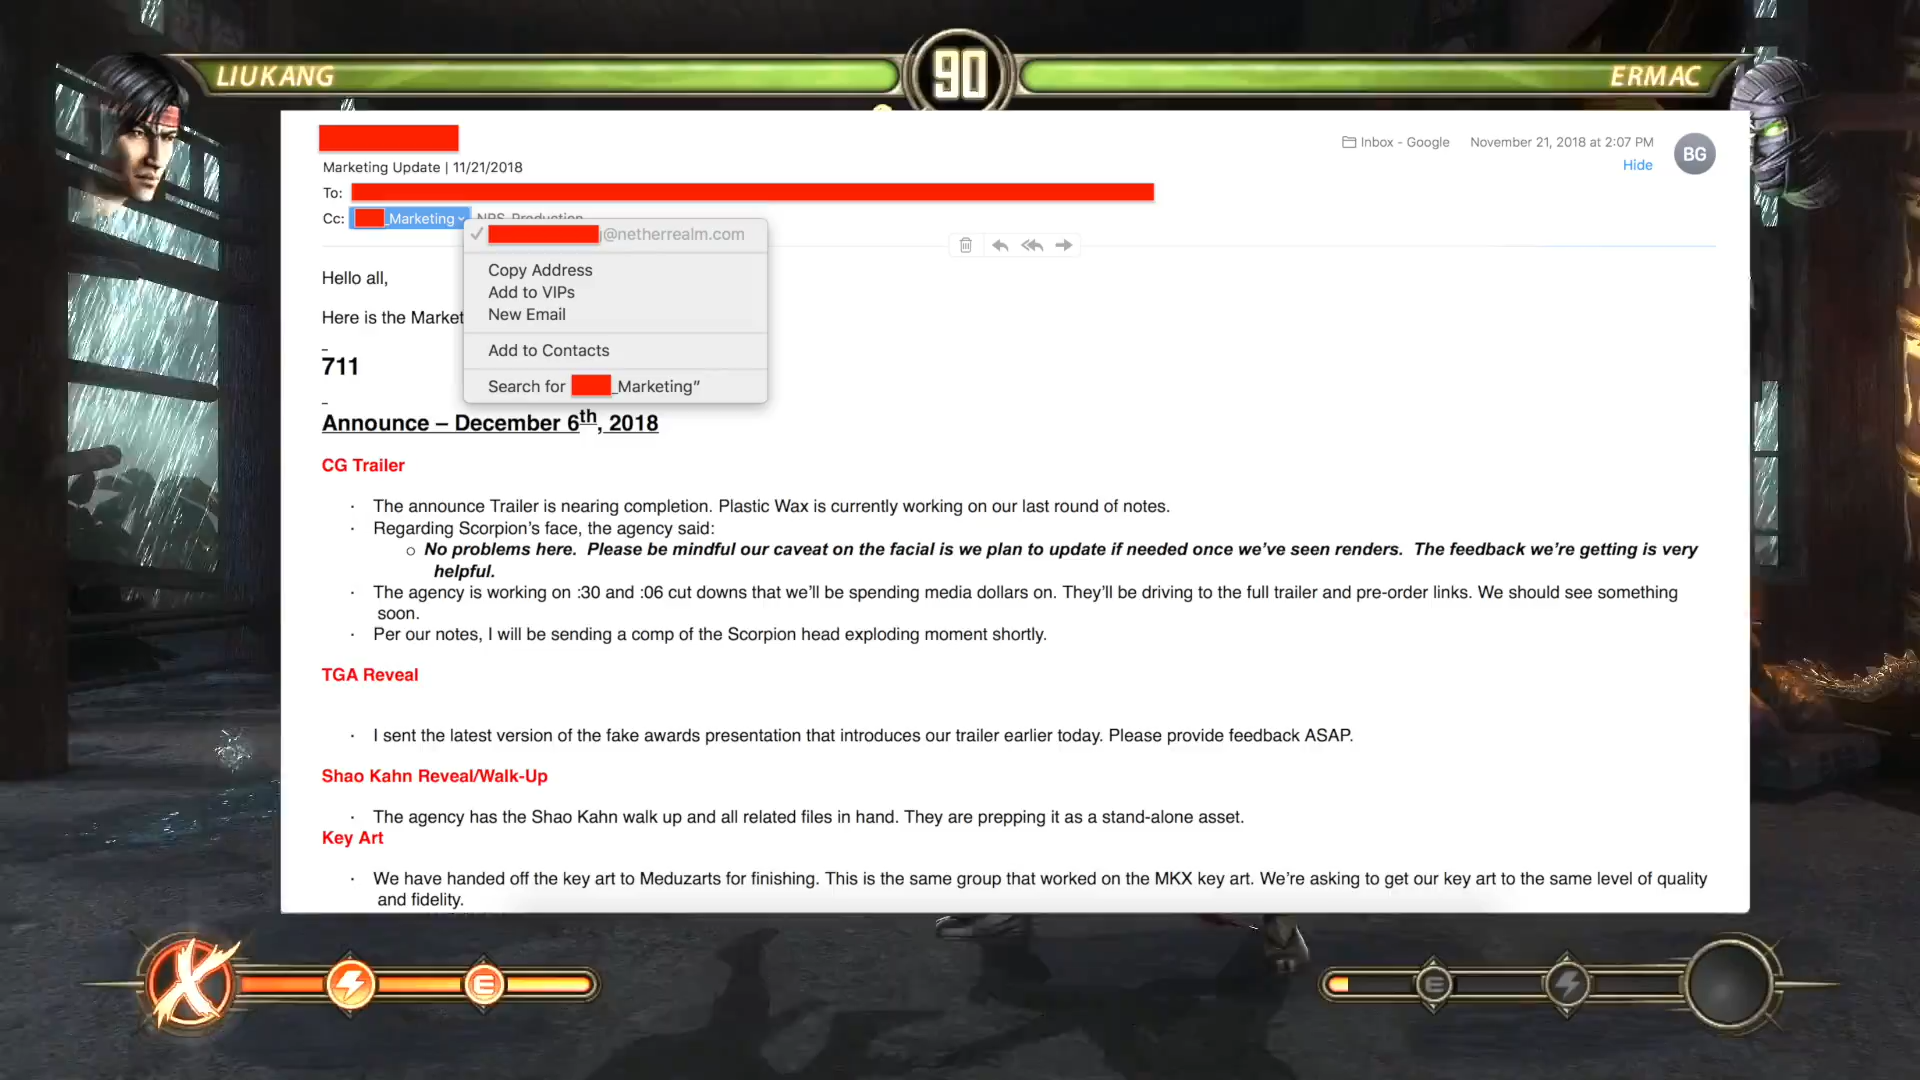 LIUKANG
90
ERMAC
Inbox - Google November 21, 2018 at 2:07 PM
BG
Marketing Update | 11/21/2018
Hide
To:
Cc: _Marketing NRS_Production
@netherrealm.com
Copy Address
Add to VIPs
New Email
Add to Contacts
Search for _Marketing”
Hello all,
Here is the Market
–
711
–
Announce – December 6th, 2018
CG Trailer
· The announce Trailer is nearing completion. Plastic Wax is currently working on our last round of notes.
· Regarding Scorpion’s face, the agency said:
o No problems here. Please be mindful our caveat on the facial is we plan to update if needed once we’ve seen renders. The feedback we’re getting is very
helpful.
· The agency is working on :30 and :06 cut downs that we’ll be spending media dollars on. They’ll be driving to the full trailer and pre-order links. We should see something
soon.
· Per our notes, I will be sending a comp of the Scorpion head exploding moment shortly.
TGA Reveal
· I sent the latest version of the fake awards presentation that introduces our trailer earlier today. Please provide feedback ASAP.
Shao Kahn Reveal/Walk-Up
· The agency has the Shao Kahn walk up and all related files in hand. They are prepping it as a stand-alone asset.
Key Art
· We have handed off the key art to Meduzarts for finishing. This is the same group that worked on the MKX key art. We’re asking to get our key art to the same level of quality
and fidelity.
X
E
E